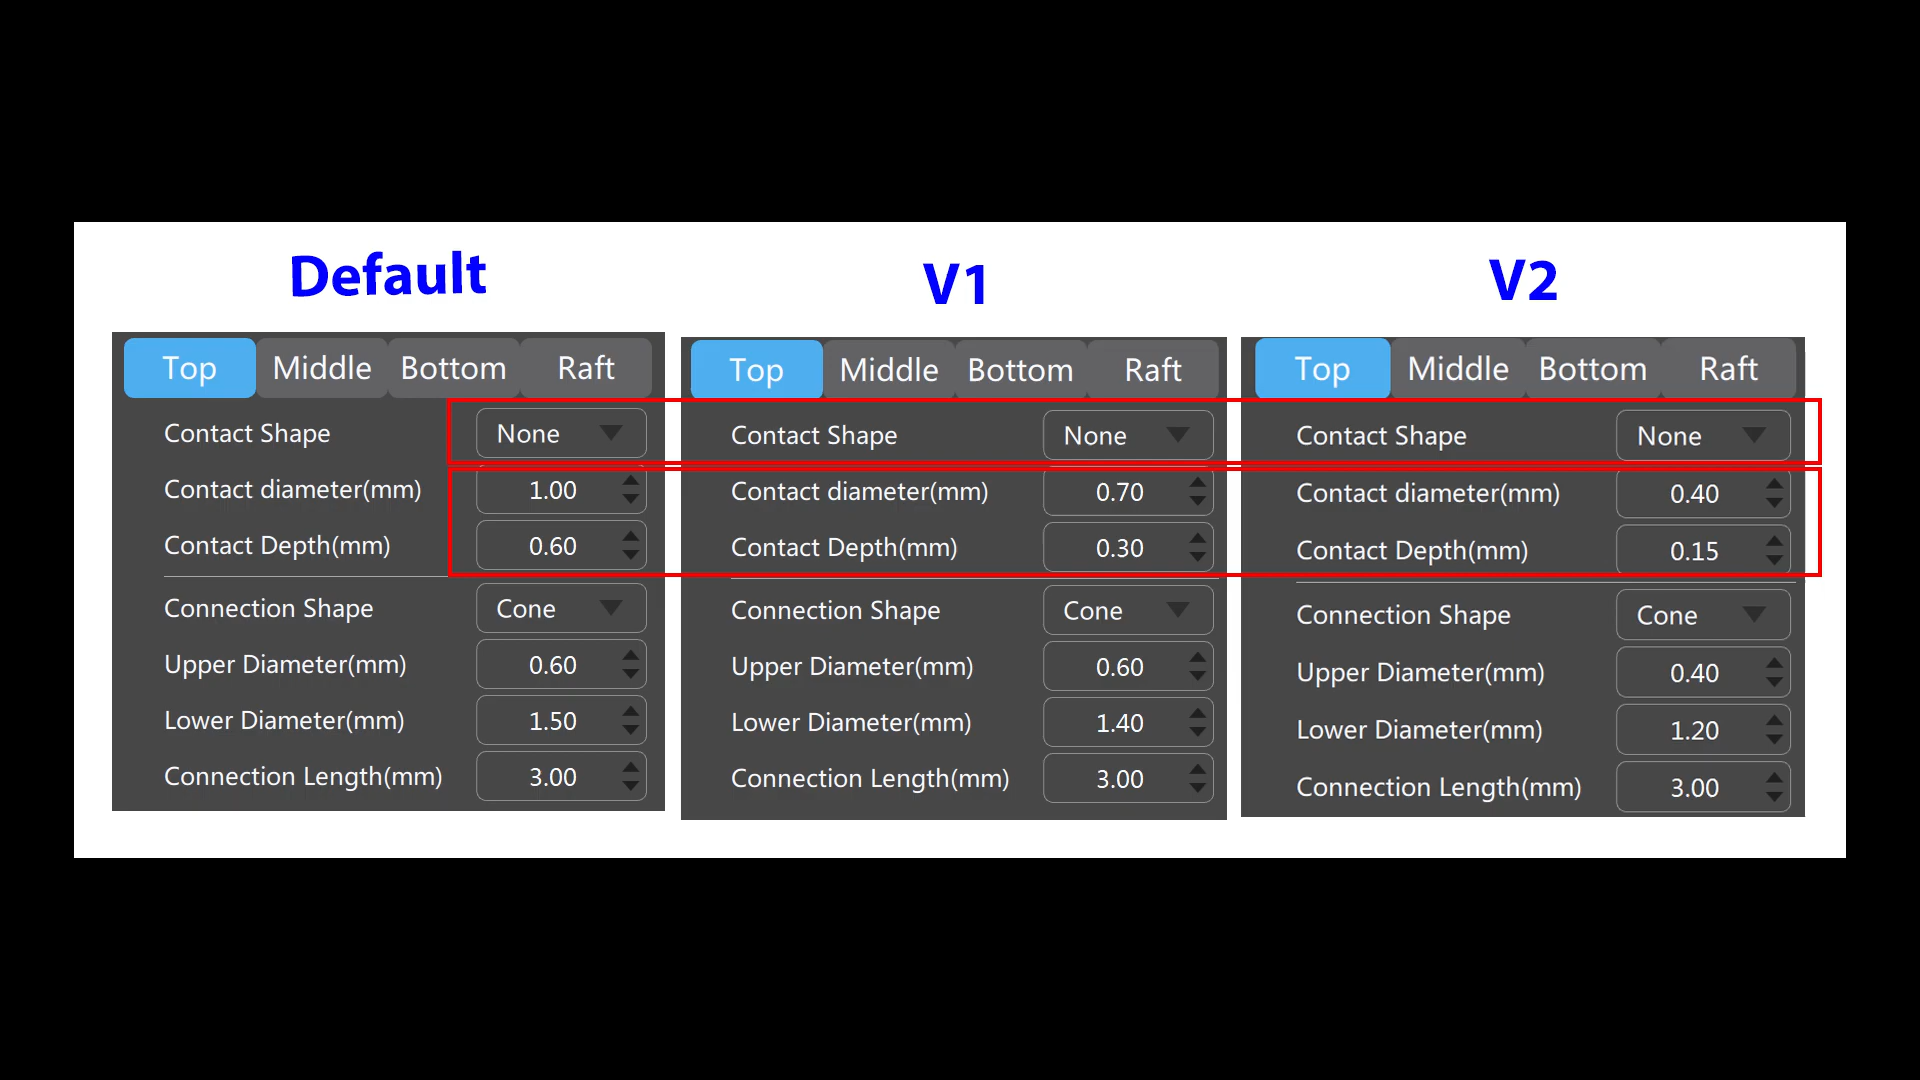 Default
Top Middle Bottom Raft
Contact Shape None
Contact diameter(mm) 1.00
Contact Depth(mm) 0.60
Connection Shape Cone
Upper Diameter(mm) 0.60
Lower Diameter(mm) 1.50
Connection Length(mm) 3.00
V1
Top Middle Bottom Raft
Contact Shape None
Contact diameter(mm) 0.70
Contact Depth(mm) 0.30
Connection Shape Cone
Upper Diameter(mm) 0.60
Lower Diameter(mm) 1.40
Connection Length(mm) 3.00
V2
Top Middle Bottom Raft
Contact Shape None
Contact diameter(mm) 0.40
Contact Depth(mm) 0.15
Connection Shape Cone
Upper Diameter(mm) 0.40
Lower Diameter(mm) 1.20
Connection Length(mm) 3.00